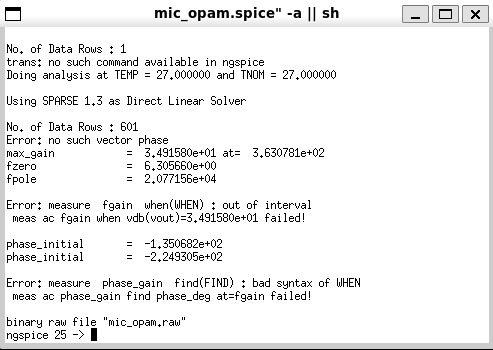 mic_opam.spice" -a || sh
No. of Data Rows : 1
trans: no such command available in ngspice
Doing analysis at TEMP = 27.000000 and TNOM = 27.000000
Using SPARSE 1.3 as Direct Linear Solver
No. of Data Rows : 601
Error: no such vector phase
max_gain            =  3.491580e+01 at=  3.630781e+02
fzero               =  6.305660e+00
fpole               =  2.077156e+04
Error: measure  fgain  when(WHEN) : out of interval
 meas ac fgain when vdb(vout)=3.491580e+01 failed!
phase_initial       =  -1.350682e+02
phase_initial       =  -2.249305e+02
Error: measure  phase_gain  find(FIND) : bad syntax of WHEN
 meas ac phase_gain find phase_deg at=fgain failed!
binary raw file "mic_opam.raw"
ngspice 25 ->